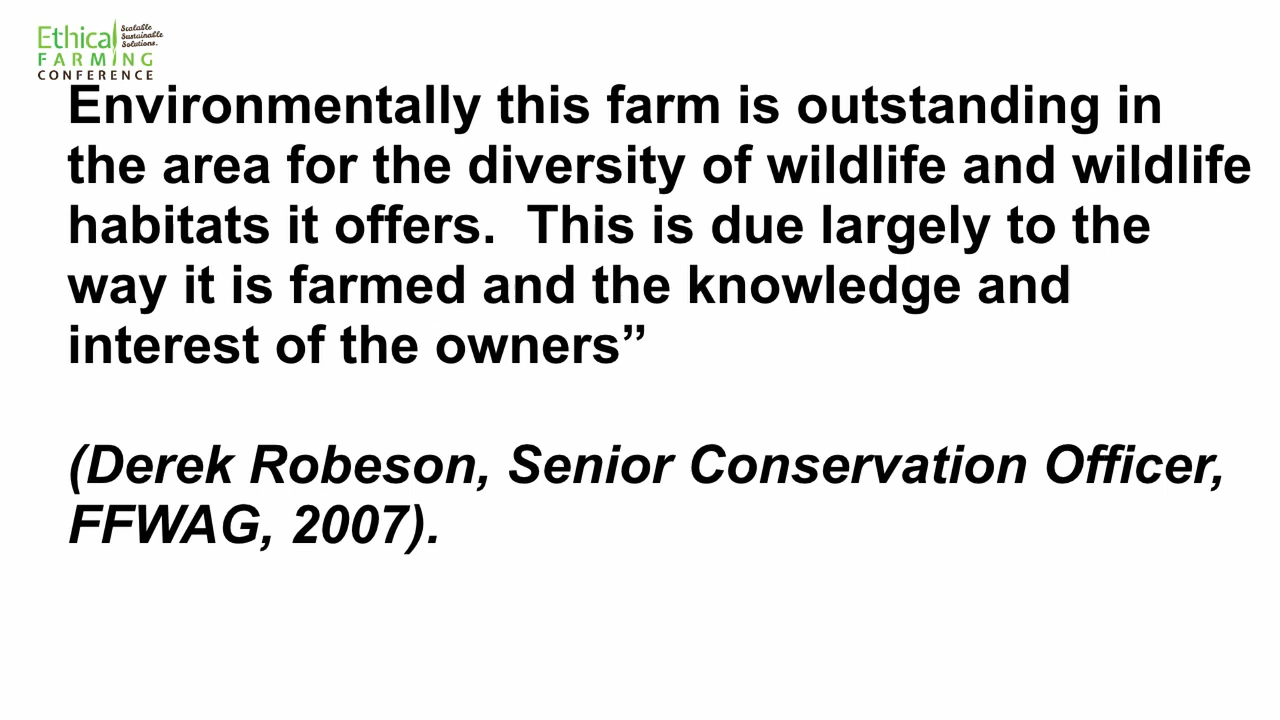 Ethical Scalable
Sustainable
Solutions.
FARMING
CONFERENCE
Environmentally this farm is outstanding in
the area for the diversity of wildlife and wildlife
habitats it offers.  This is due largely to the
way it is farmed and the knowledge and
interest of the owners”
(Derek Robeson, Senior Conservation Officer,
FFWAG, 2007).